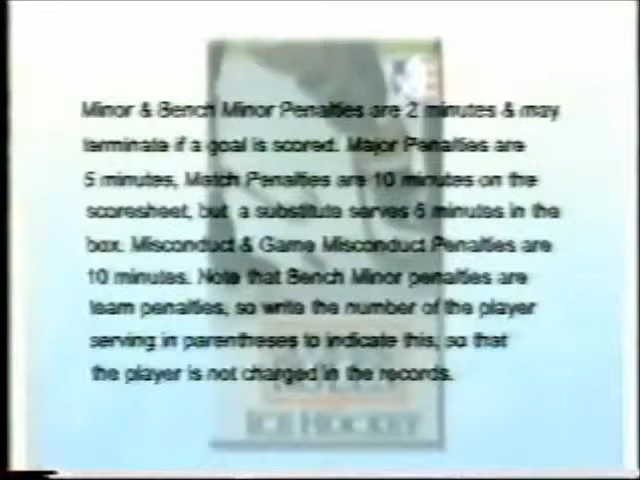 Minor & Bench Minor Penalties are 2 minutes & may
terminate if a goal is scored. Major Penalties are
5 minutes, Match Penalties are 10 minutes on the
scoresheet, but a substitute serves 5 minutes in the
box. Misconduct & Game Misconduct Penalties are
10 minutes. Note that Bench Minor penalties are
team penalties, so write the number of the player
serving in parentheses to indicate this, so that
the player is not charged in the records.
ICE HOCKEY